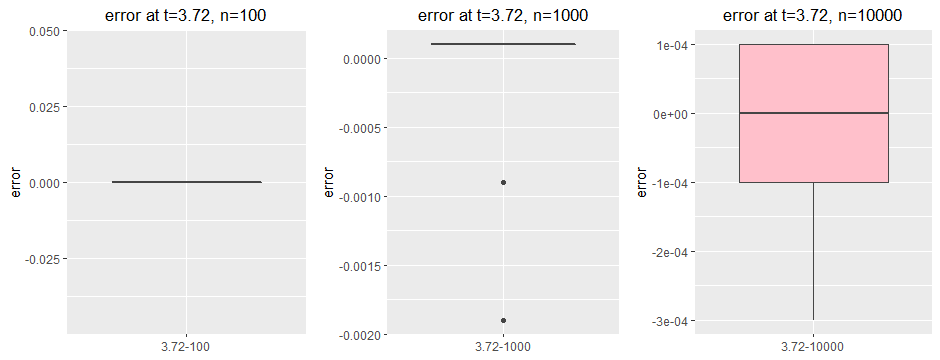 error at t=3.72, n=100
error
0.050
0.025
0.000
-0.025
3.72-100
error at t=3.72, n=1000
error
0.0000
-0.0005
-0.0010
-0.0015
-0.0020
3.72-1000
error at t=3.72, n=10000
error
1e-04
0e+00
-1e-04
-2e-04
-3e-04
3.72-10000